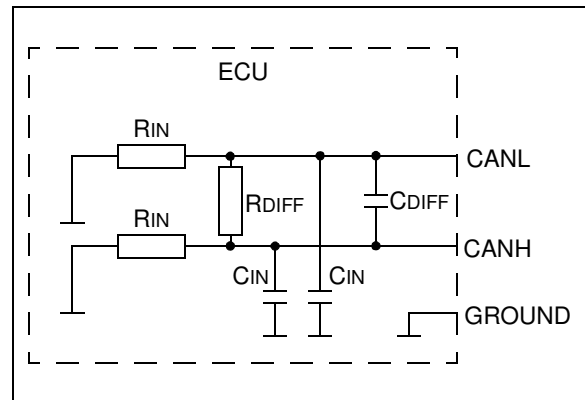 ECU
RIN
CANL
RDIFF
CDIFF
RIN
CANH
CIN
CIN
GROUND